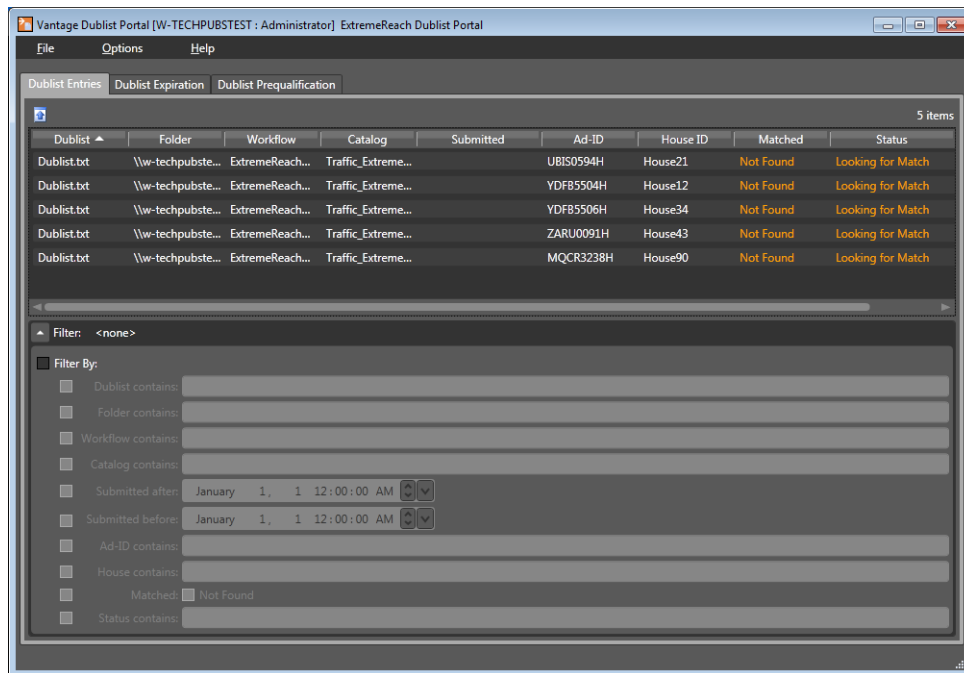 Vantage Dublist Portal [W-TECHPUBSTEST : Administrator] ExtremeReach Dublist Portal
File Options Help
Dublist Entries Dublist Expiration Dublist Prequalification
5 items
Dublist Folder Workflow Catalog Submitted Ad-ID House ID Matched Status
Dublist.txt \\w-techpubste... ExtremeReach... Traffic_Extreme... UBIS0594H House21 Not Found Looking for Match
Dublist.txt \\w-techpubste... ExtremeReach... Traffic_Extreme... YDFB5504H House12 Not Found Looking for Match
Dublist.txt \\w-techpubste... ExtremeReach... Traffic_Extreme... YDFB5506H House34 Not Found Looking for Match
Dublist.txt \\w-techpubste... ExtremeReach... Traffic_Extreme... ZARU0091H House43 Not Found Looking for Match
Dublist.txt \\w-techpubste... ExtremeReach... Traffic_Extreme... MQCR3238H House90 Not Found Looking for Match
Filter: <none>
Filter By:
Dublist contains:
Folder contains:
Workflow contains:
Catalog contains:
Submitted after: January 1, 1 12:00:00 AM
Submitted before: January 1, 1 12:00:00 AM
Ad-ID contains:
House contains:
Matched: Not Found
Status contains: